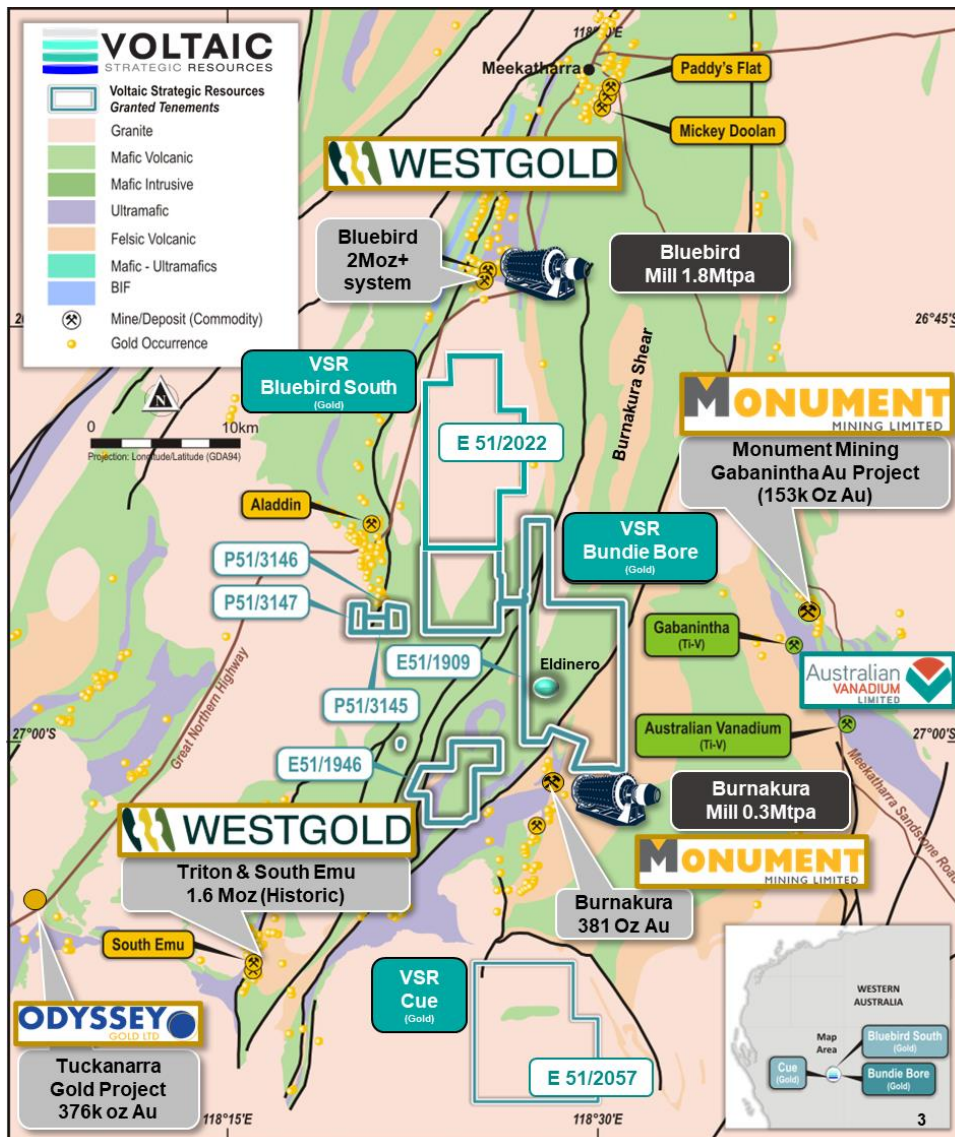 VOLTAIC
STRATEGIC RESOURCES
Voltaic Strategic Resources
Granted Tenements
Granite
Mafic Volcanic
Mafic Intrusive
Ultramafic
Felsic Volcanic
Mafic - Ultramafics
BIF
Mine/Deposit (Commodity)
Gold Occurrence
N
0
10km
Projection: Longitude/Latitude (GDA94)
Meekatharra
Paddy's Flat
Mickey Doolan
WESTGOLD
Bluebird
2Moz+
system
Bluebird
Mill 1.8Mtpa
26°45'S
VSR
Bluebird South
(Gold)
E 51/2022
Burnakura Shear
MONUMENT
MINING LIMITED
Monument Mining
Gabanintha Au Project
(153k Oz Au)
Aladdin
VSR
Bundie Bore
(Gold)
P51/3146
P51/3147
E51/1909
Eldinero
P51/3145
Gabanintha
(Ti-V)
Australian
VANADIUM
LIMITED
Australian Vanadium
(Ti-V)
27°00'S
27°00'S
Great Northern Highway
Meekatharra Sandstone Road
E51/1946
Burnakura
Mill 0.3Mtpa
WESTGOLD
Triton & South Emu
1.6 Moz (Historic)
MONUMENT
MINING LIMITED
Burnakura
381 Oz Au
South Emu
VSR
Cue
(Gold)
E 51/2057
ODYSSEY
GOLD LTD
Tuckanarra
Gold Project
376k oz Au
118°15'E
118°30'E
WESTERN
AUSTRALIA
Map
Area
Bluebird South
(Gold)
Cue
(Gold)
Bundie Bore
(Gold)
3